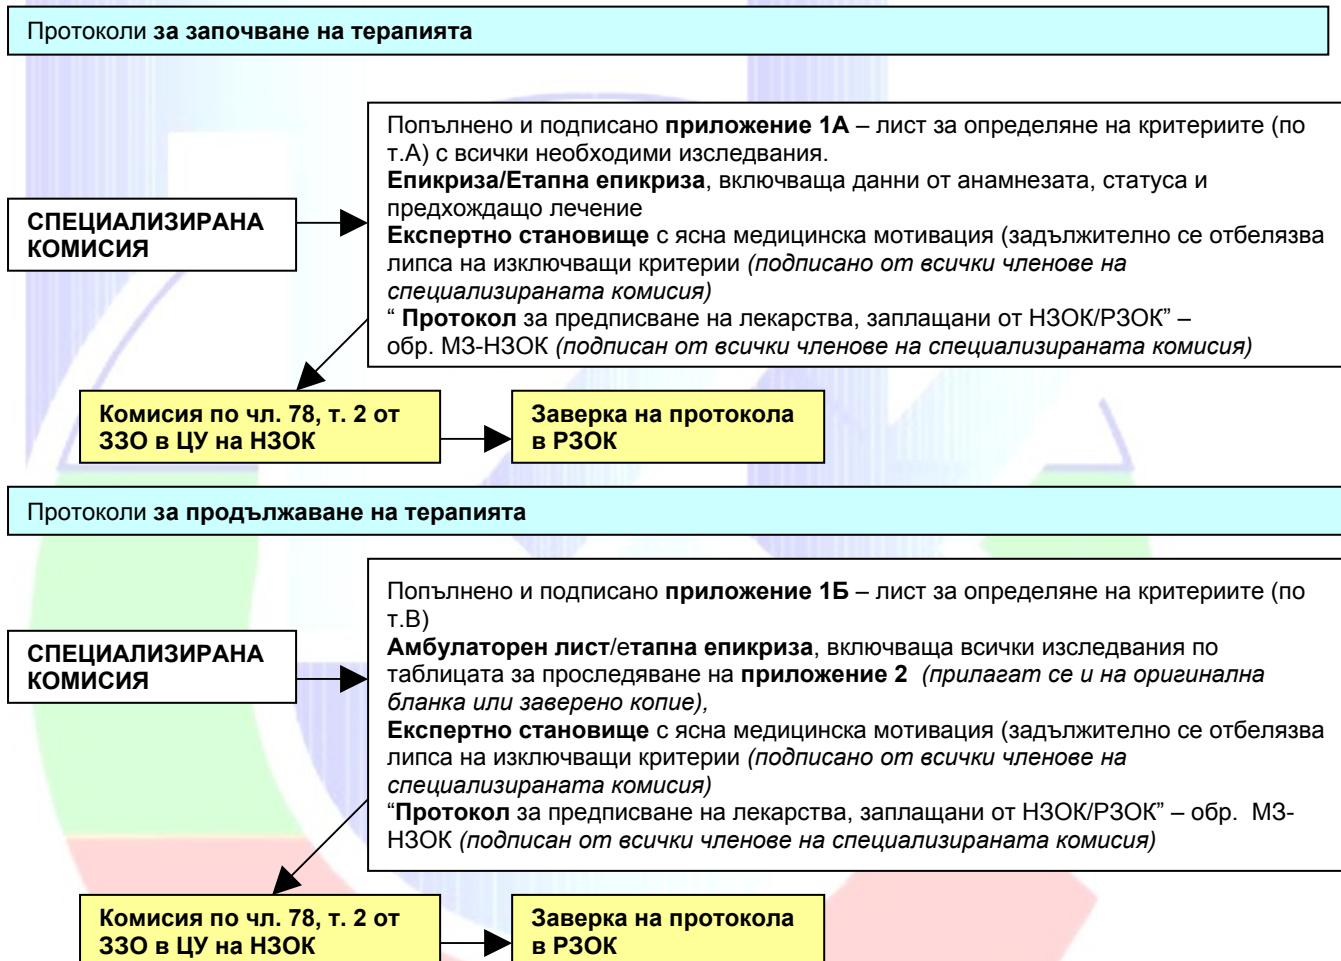 Протоколи за започване на терапията
Попълнено и подписано приложение 1А – лист за определяне на критериите (по
т.А) с всички необходими изследвания.
Епикриза/Етапна епикриза, включваща данни от анамнезата, статуса и
предхождащо лечение
Експертно становище с ясна медицинска мотивация (задължително се отбелязва
липса на изключващи критерии (подписано от всички членове на
специализираната комисия)
“ Протокол за предписване на лекарства, заплащани от НЗОК/РЗОК” –
обр. МЗ-НЗОК (подписан от всички членове на специализираната комисия)
СПЕЦИАЛИЗИРАНА
КОМИСИЯ
Комисия по чл. 78, т. 2 от
ЗЗО в ЦУ на НЗОК
Заверка на протокола
в РЗОК
Протоколи за продължаване на терапията
Попълнено и подписано приложение 1Б – лист за определяне на критериите (по
т.В)
Амбулаторен лист/етапна епикриза, включваща всички изследвания по
таблицата за проследяване на приложение 2 (прилагат се и на оригинална
бланка или заверено копие),
Експертно становище с ясна медицинска мотивация (задължително се отбелязва
липса на изключващи критерии (подписано от всички членове на
специализираната комисия)
“Протокол за предписване на лекарства, заплащани от НЗОК/РЗОК” – обр. МЗ-
НЗОК (подписан от всички членове на специализираната комисия)
СПЕЦИАЛИЗИРАНА
КОМИСИЯ
Комисия по чл. 78, т. 2 от
ЗЗО в ЦУ на НЗОК
Заверка на протокола
в РЗОК